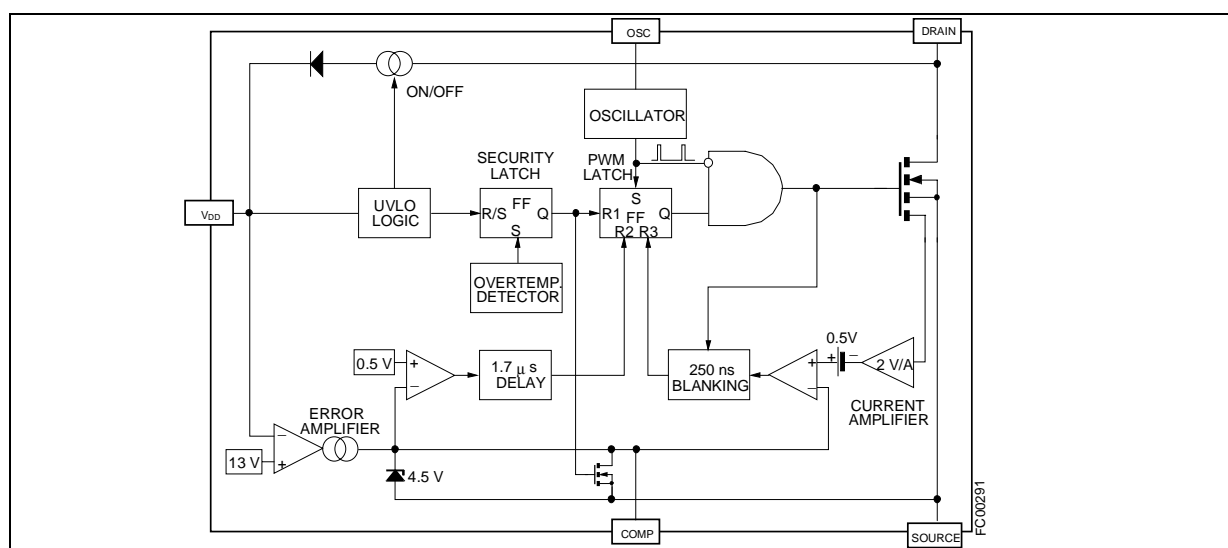 OSC
DRAIN
ON/OFF
OSCILLATOR
SECURITY
LATCH
PWM
LATCH
VDD
UVLO
LOGIC
R/S FF Q
S
S
R1 FF Q
R2 R3
OVERTEMP.
DETECTOR
0.5 V
+
−
1.7 μ s
DELAY
250 ns
BLANKING
+
−
0.5V
+ −
2 V/A
CURRENT
AMPLIFIER
ERROR
AMPLIFIER
−
+
13 V
4.5 V
COMP
SOURCE
FC00291